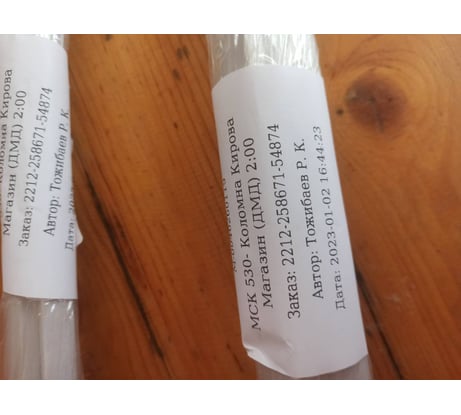 Коломна Кирова
Магазин (ДМД) 2:00
Заказ: 2212-258671-54874
Автор: Тожибаев Р. К
Дата:
МСК 530- Коломна Кирова
Магазин (ДМД) 2:00
Заказ: 2212-258671-54874
Автор: Тожибаев Р. К.
Дата: 2023-01-02 16:44:23